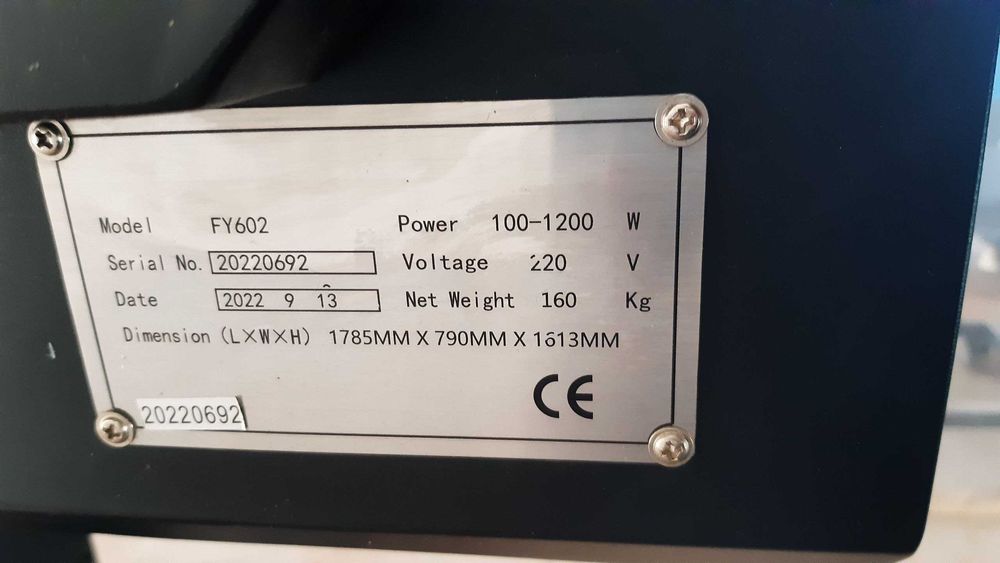 Model FY602 Power 100-1200 W
Serial No. 20220692 Voltage 220 V
Date 2022 9 13 Net Weight 160 Kg
Dimension (L×W×H) 1785MM X 790MM X 1613MM
CE
20220692